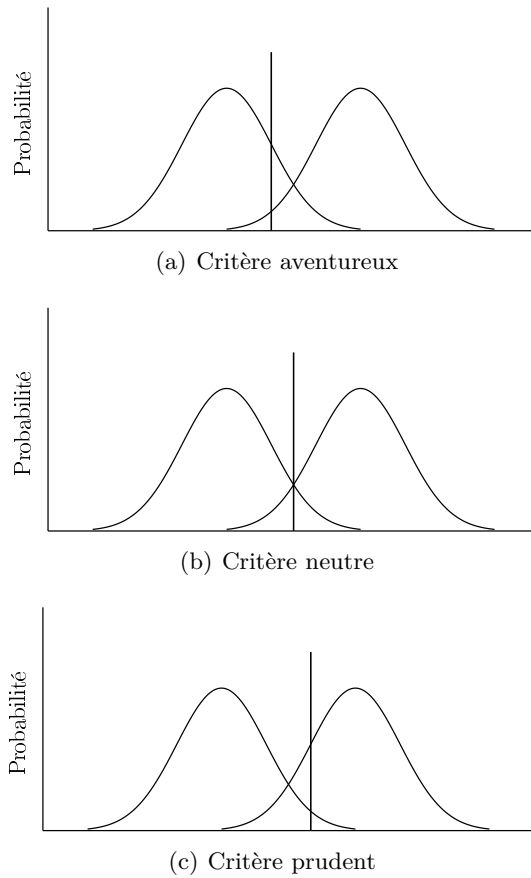 Probabilité
(a) Critère aventureux
Probabilité
(b) Critère neutre
Probabilité
(c) Critère prudent